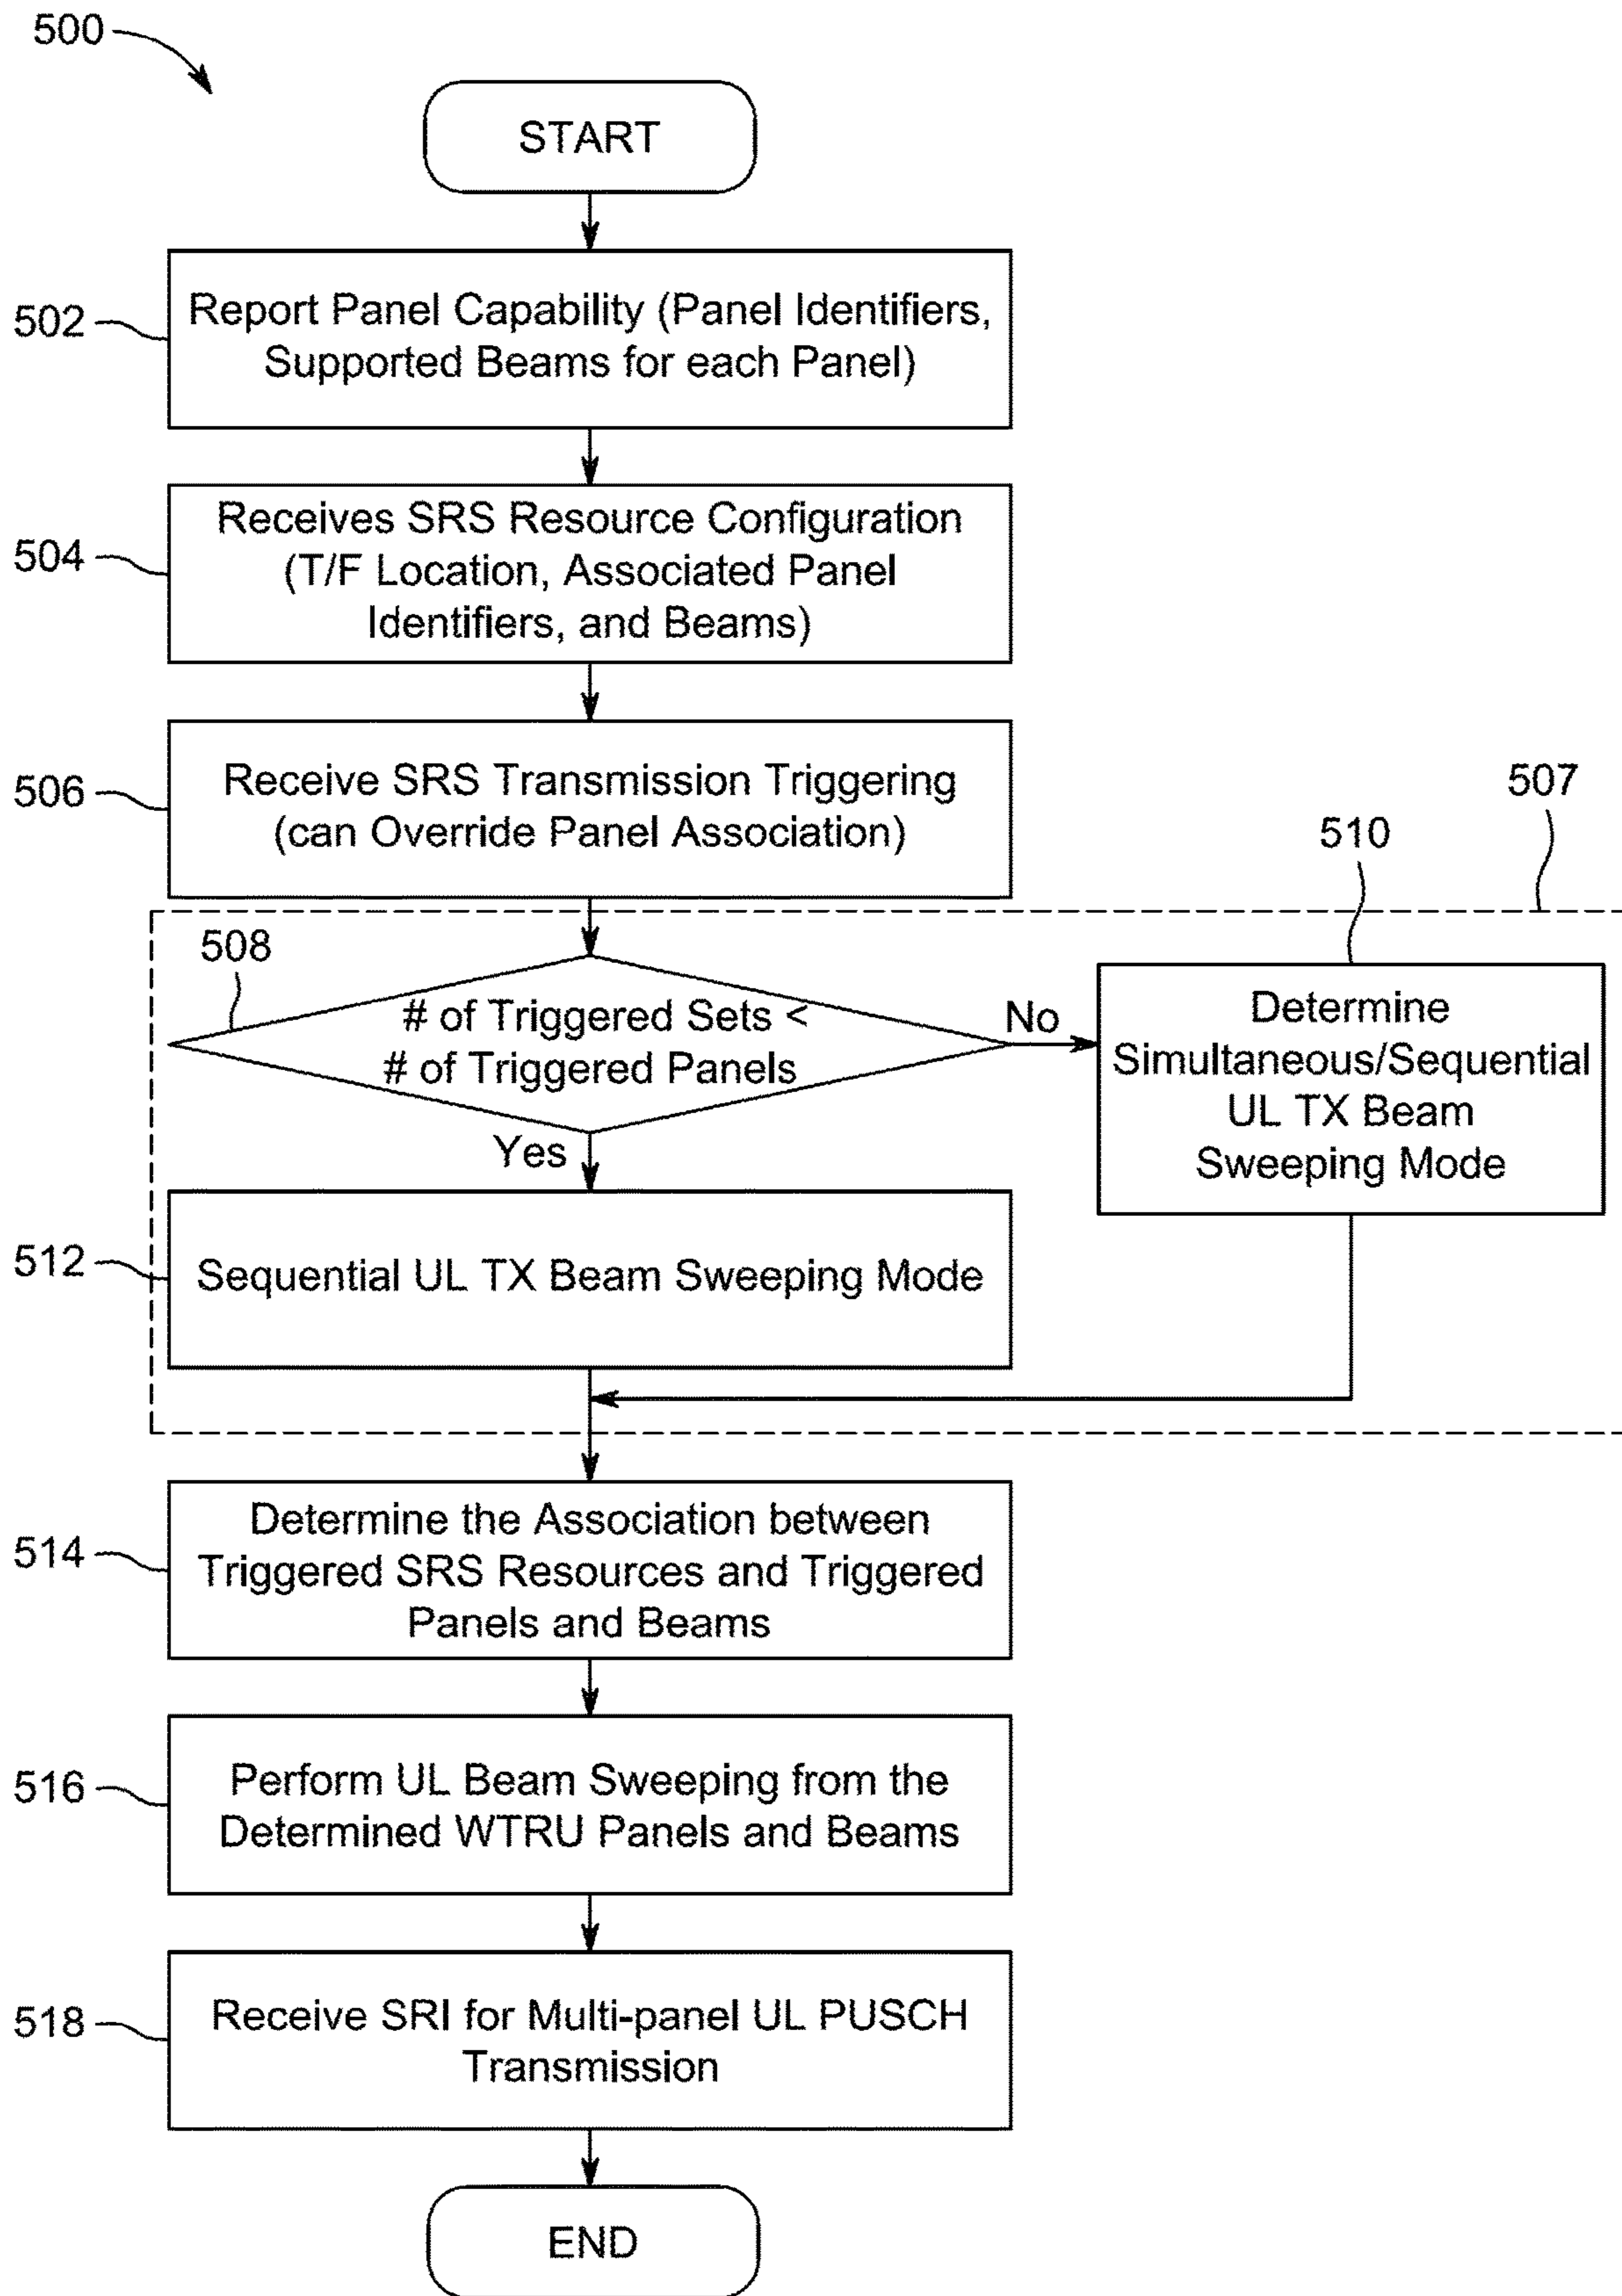 500
START
502
Report Panel Capability (Panel Identifiers,
Supported Beams for each Panel)
504
Receives SRS Resource Configuration
(T/F Location, Associated Panel
Identifiers, and Beams)
506
Receive SRS Transmission Triggering
(can Override Panel Association)
507
508
# of Triggered Sets <
# of Triggered Panels
No
510
Determine
Simultaneous/Sequential
UL TX Beam
Sweeping Mode
Yes
512
Sequential UL TX Beam Sweeping Mode
514
Determine the Association between
Triggered SRS Resources and Triggered
Panels and Beams
516
Perform UL Beam Sweeping from the
Determined WTRU Panels and Beams
518
Receive SRI for Multi-panel UL PUSCH
Transmission
END